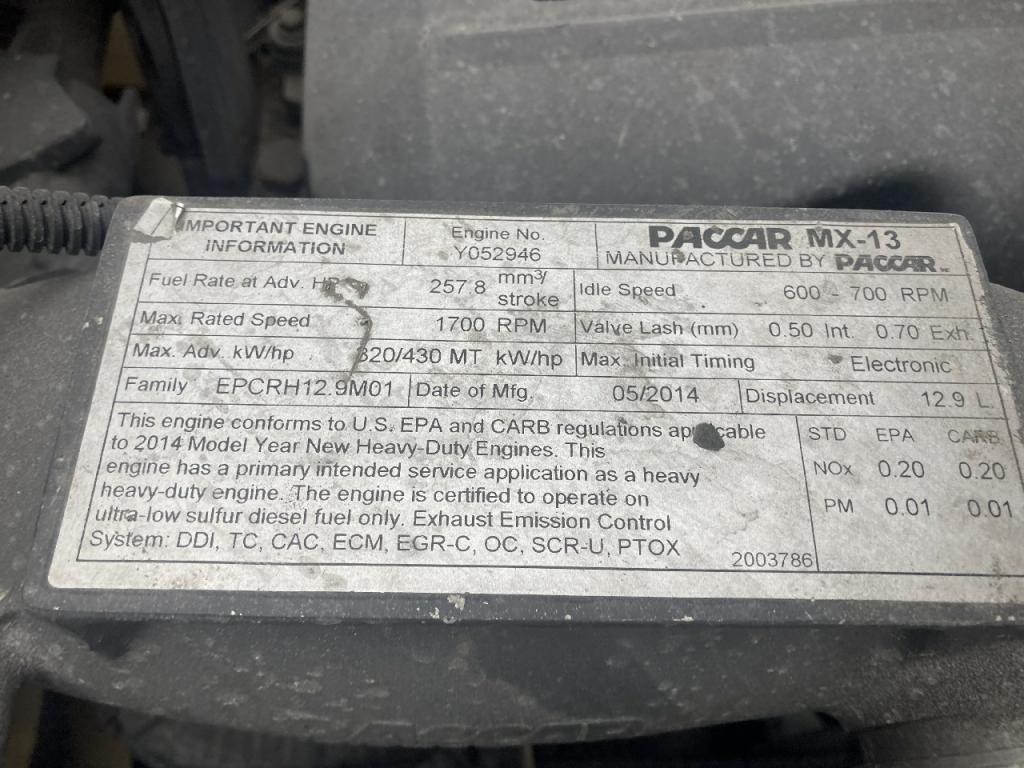 IMPORTANT ENGINE INFORMATION
Engine No.
Y052946
PACCAR MX-13
MANUFACTURED BY PACCAR INC
Fuel Rate at Adv. HP 257.8 mm3/ stroke
Idle Speed 600 - 700 RPM
Max. Rated Speed 1700 RPM
Valve Lash (mm) 0.50 Int. 0.70 Exh.
Max. Adv. kW/hp 320/430 MT kW/hp
Max. Initial Timing Electronic
Family EPCRH12.9M01
Date of Mfg. 05/2014
Displacement 12.9 L
This engine conforms to U.S. EPA and CARB regulations applicable
to 2014 Model Year New Heavy-Duty Engines. This
engine has a primary intended service application as a heavy
heavy-duty engine. The engine is certified to operate on
ultra-low sulfur diesel fuel only. Exhaust Emission Control
System: DDI, TC, CAC, ECM, EGR-C, OC, SCR-U, PTOX
2003786
STD EPA CARB
NOx 0.20 0.20
PM 0.01 0.01